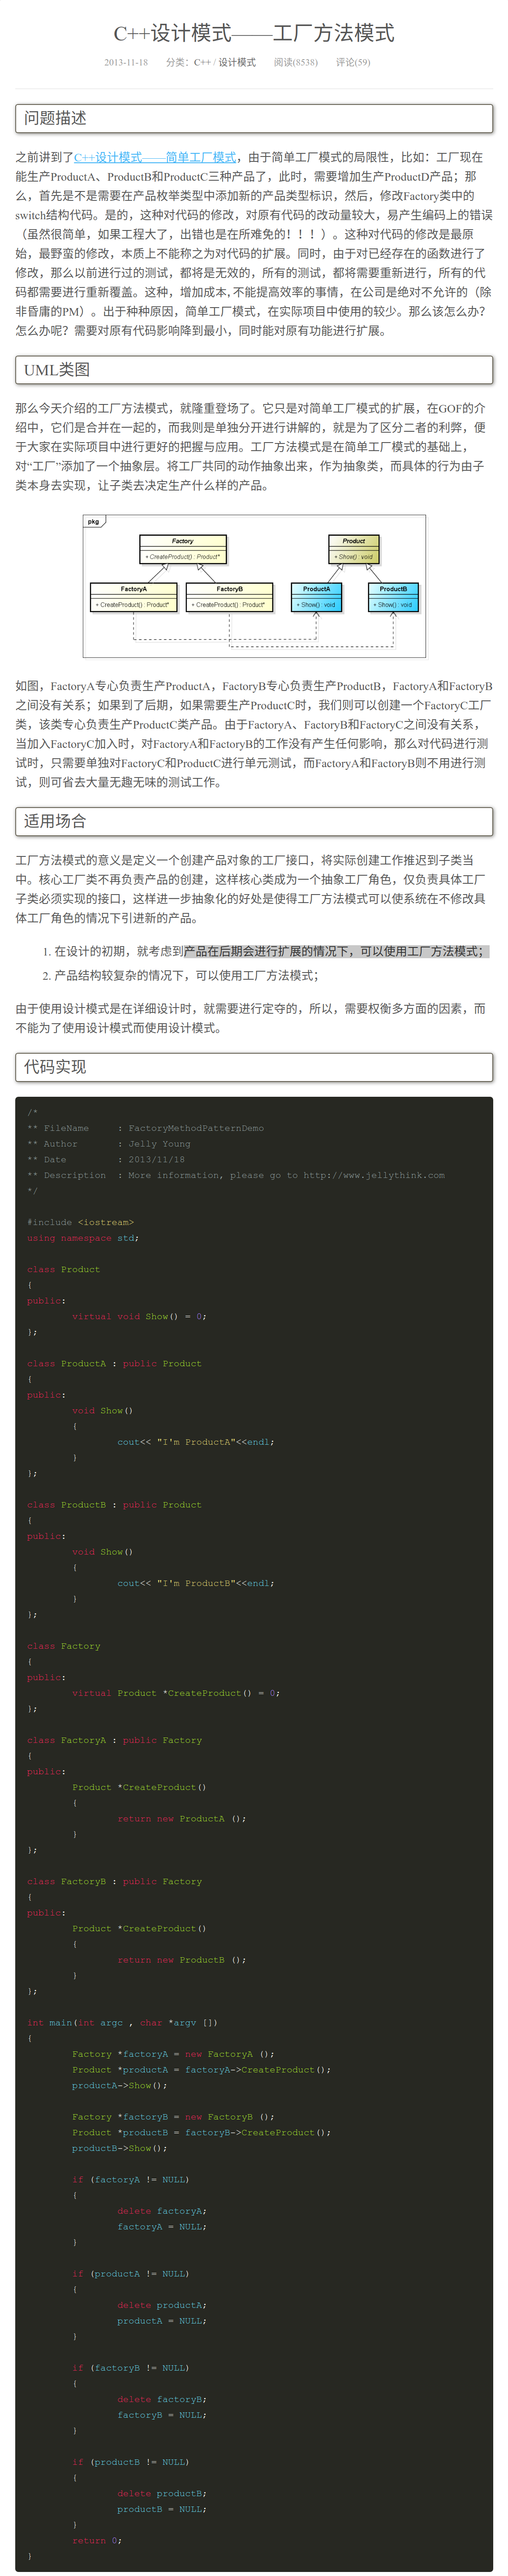 C++设计模式——工厂方法模式
2013-11-18 分类：C++ / 设计模式 阅读(8538) 评论(59)
问题描述
之前讲到了C++设计模式——简单工厂模式，由于简单工厂模式的局限性，比如：工厂现在
能生产ProductA、ProductB和ProductC三种产品了，此时，需要增加生产ProductD产品；那
么，首先是不是需要在产品枚举类型中添加新的产品类型标识，然后，修改Factory类中的
switch结构代码。是的，这种对代码的修改，对原有代码的改动量较大，易产生编码上的错误
（虽然很简单，如果工程大了，出错也是在所难免的！！！）。这种对代码的修改是最原
始，最野蛮的修改，本质上不能称之为对代码的扩展。同时，由于对已经存在的函数进行了
修改，那么以前进行过的测试，都将是无效的，所有的测试，都将需要重新进行，所有的代
码都需要进行重新覆盖。这种，增加成本，不能提高效率的事情，在公司是绝对不允许的（除
非昏庸的PM）。出于种种原因，简单工厂模式，在实际项目中使用的较少。那么该怎么办？
怎么办呢？需要对原有代码影响降到最小，同时能对原有功能进行扩展。
UML类图
那么今天介绍的工厂方法模式，就隆重登场了。它只是对简单工厂模式的扩展，在GOF的介
绍中，它们是合并在一起的，而我则是单独分开进行讲解的，就是为了区分二者的利弊，便
于大家在实际项目中进行更好的把握与应用。工厂方法模式是在简单工厂模式的基础上，
对“工厂”添加了一个抽象层。将工厂共同的动作抽象出来，作为抽象类，而具体的行为由子
类本身去实现，让子类去决定生产什么样的产品。
pkg
Factory
+ CreateProduct() : Product*
Product
+ Show() : void
FactoryA
+ CreateProduct() : Product*
FactoryB
+ CreateProduct() : Product*
ProductA
+ Show() : void
ProductB
+ Show() : void
如图，FactoryA专心负责生产ProductA，FactoryB专心负责生产ProductB，FactoryA和FactoryB
之间没有关系；如果到了后期，如果需要生产ProductC时，我们则可以创建一个FactoryC工厂
类，该类专心负责生产ProductC类产品。由于FactoryA、FactoryB和FactoryC之间没有关系，
当加入FactoryC加入时，对FactoryA和FactoryB的工作没有产生任何影响，那么对代码进行测
试时，只需要单独对FactoryC和ProductC进行单元测试，而FactoryA和FactoryB则不用进行测
试，则可省去大量无趣无味的测试工作。
适用场合
工厂方法模式的意义是定义一个创建产品对象的工厂接口，将实际创建工作推迟到子类当
中。核心工厂类不再负责产品的创建，这样核心类成为一个抽象工厂角色，仅负责具体工厂
子类必须实现的接口，这样进一步抽象化的好处是使得工厂方法模式可以使系统在不修改具
体工厂角色的情况下引进新的产品。
1. 在设计的初期，就考虑到产品在后期会进行扩展的情况下，可以使用工厂方法模式；
2. 产品结构较复杂的情况下，可以使用工厂方法模式；
由于使用设计模式是在详细设计时，就需要进行定夺的，所以，需要权衡多方面的因素，而
不能为了使用设计模式而使用设计模式。
代码实现
/*
** FileName     : FactoryMethodPatternDemo
** Author       : Jelly Young
** Date         : 2013/11/18
** Description  : More information, please go to http://www.jellythink.com
*/
#include <iostream>
using namespace std;
class Product
{
public:
        virtual void Show() = 0;
};
class ProductA : public Product
{
public:
        void Show()
        {
                cout<< "I'm ProductA"<<endl;
        }
};
class ProductB : public Product
{
public:
        void Show()
        {
                cout<< "I'm ProductB"<<endl;
        }
};
class Factory
{
public:
        virtual Product *CreateProduct() = 0;
};
class FactoryA : public Factory
{
public:
        Product *CreateProduct()
        {
                return new ProductA ();
        }
};
class FactoryB : public Factory
{
public:
        Product *CreateProduct()
        {
                return new ProductB ();
        }
};
int main(int argc , char *argv [])
{
        Factory *factoryA = new FactoryA ();
        Product *productA = factoryA->CreateProduct();
        productA->Show();
        Factory *factoryB = new FactoryB ();
        Product *productB = factoryB->CreateProduct();
        productB->Show();
        if (factoryA != NULL)
        {
                delete factoryA;
                factoryA = NULL;
        }
        if (productA != NULL)
        {
                delete productA;
                productA = NULL;
        }
        if (factoryB != NULL)
        {
                delete factoryB;
                factoryB = NULL;
        }
        if (productB != NULL)
        {
                delete productB;
                productB = NULL;
        }
        return 0;
}